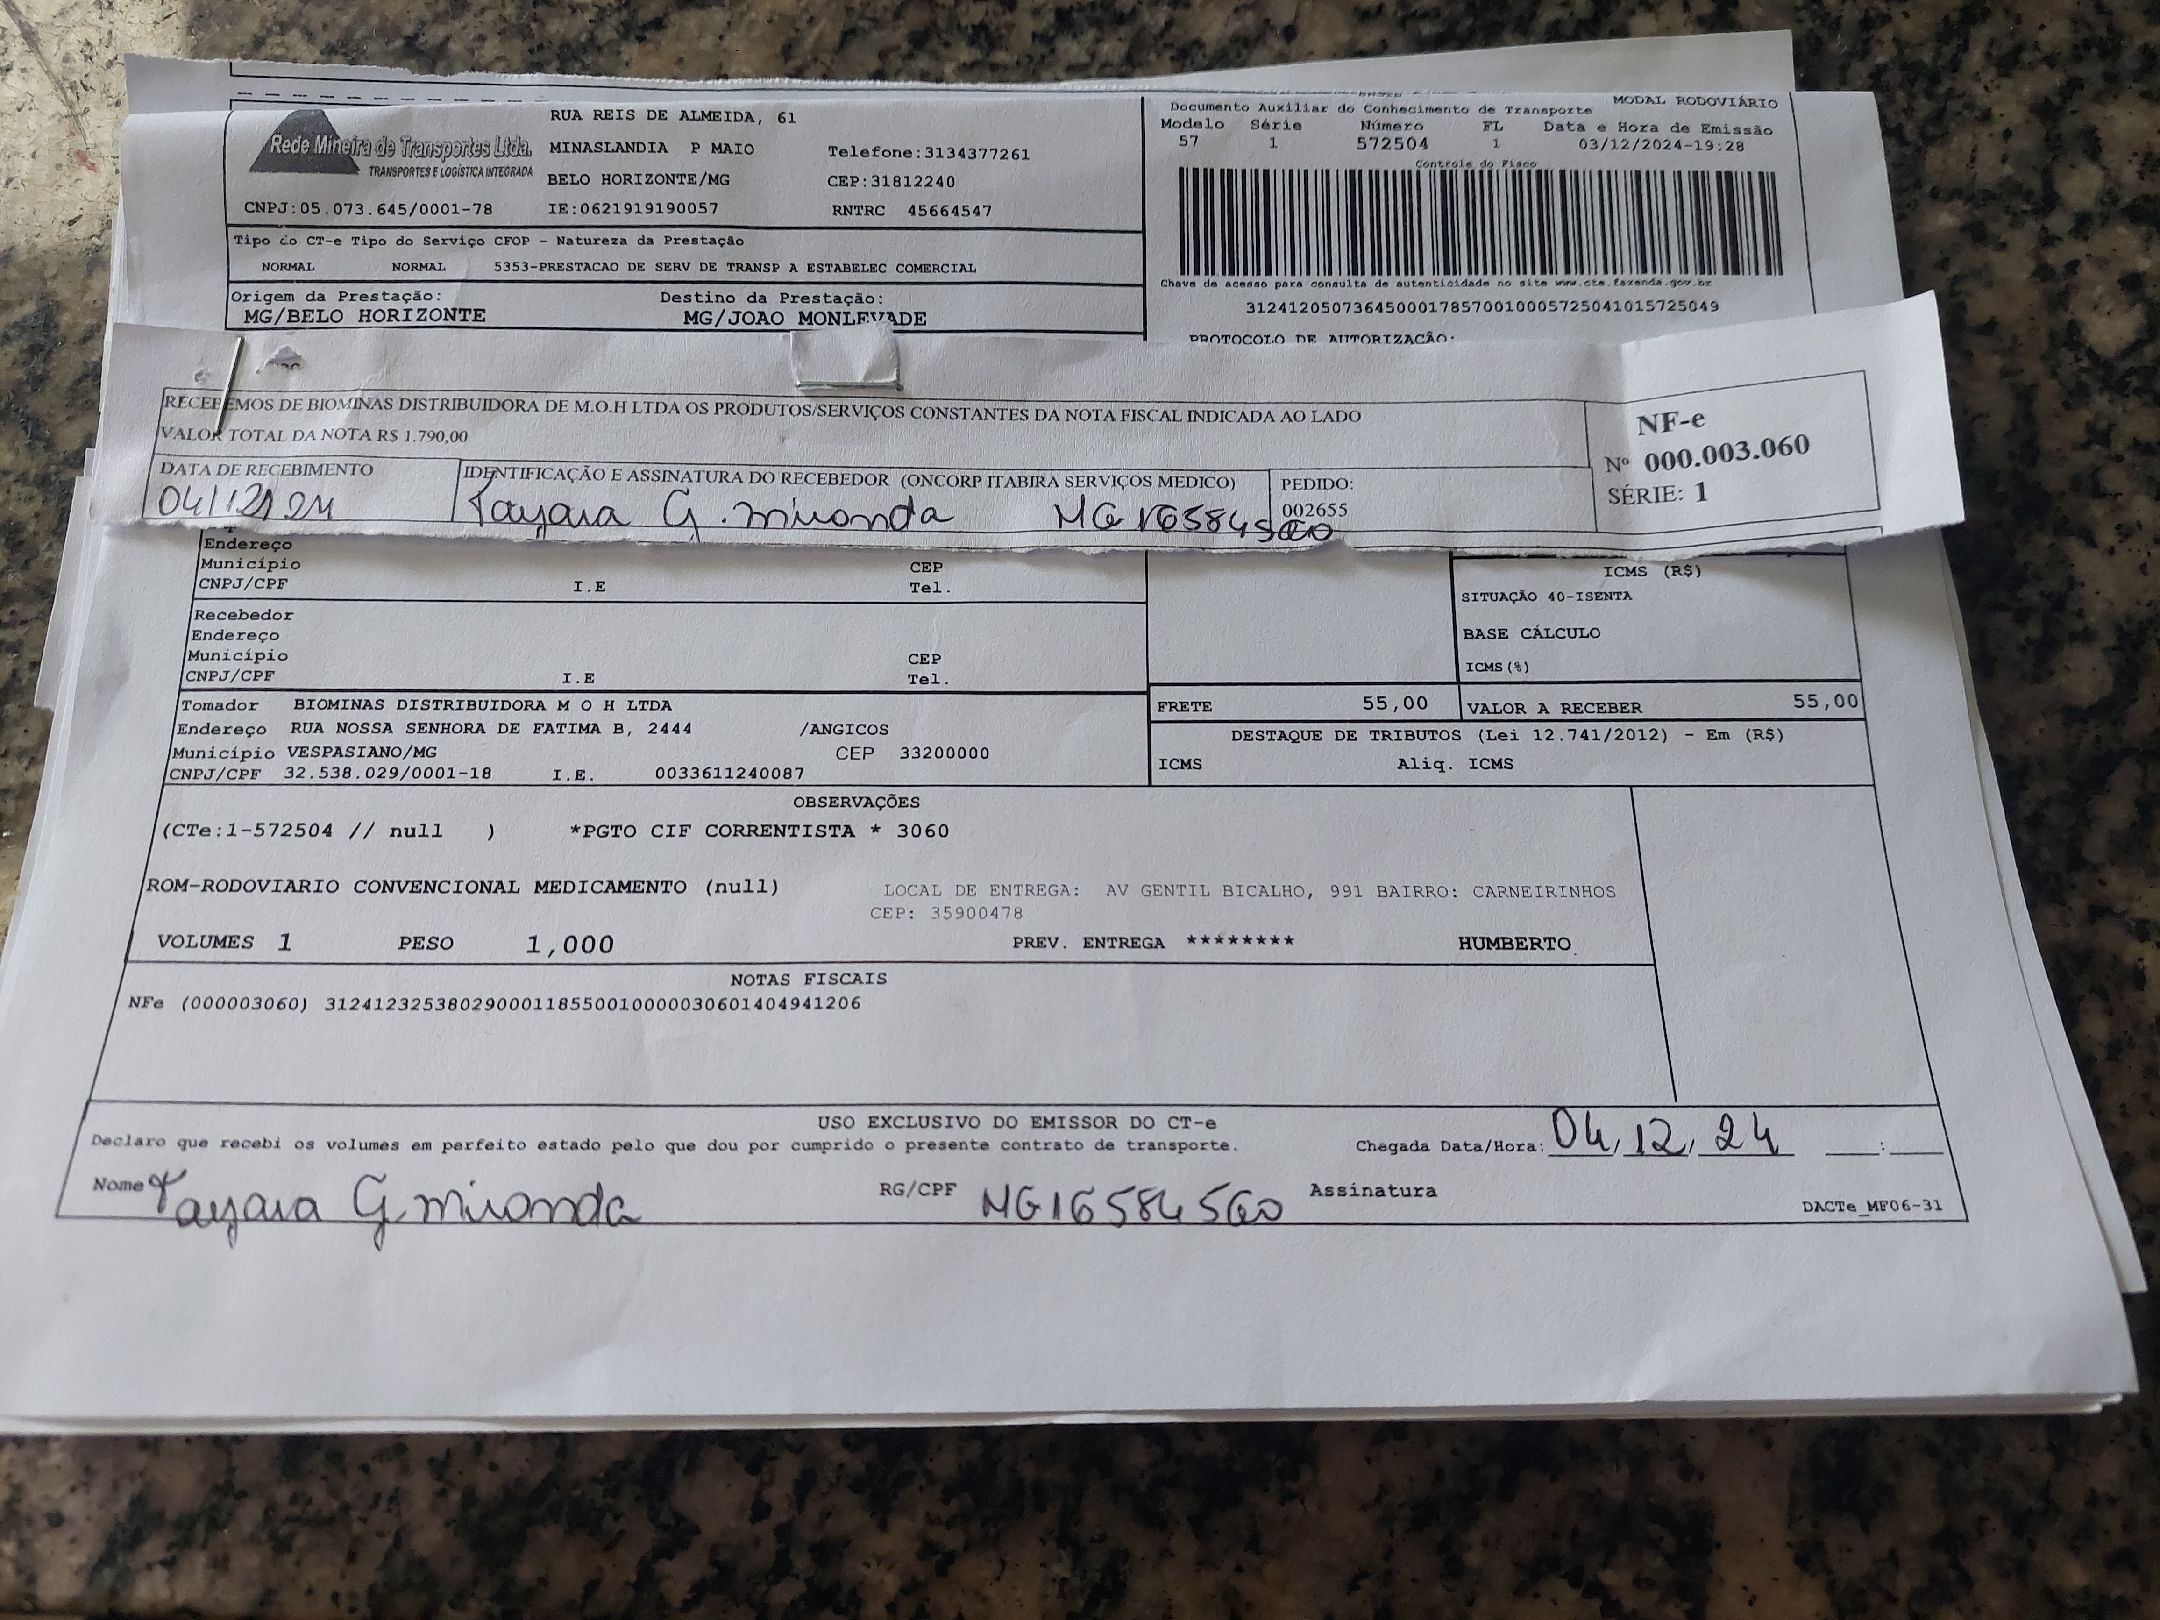 RUA REIS DE ALMEIDA, 61
Rede Mineira de Transportes Ltda.
TRANSPORTES E LOGÍSTICA INTEGRADA
MINASLANDIA P MAIO
Telefone:3134377261
BELO HORIZONTE/MG
CEP:31812240
CNPJ:05.073.645/0001-78
IE:0621919190057
RNTRC 45664547
Documento Auxiliar do Conhecimento de Transporte
MODAL RODOVIÁRIO
Modelo Série Número FL Data e Hora de Emissão
57 1 572504 1 03/12/2024-19:28
Controle do Fisco
Tipo do CT-e Tipo do Serviço CFOP - Natureza da Prestação
NORMAL NORMAL 5353-PRESTACAO DE SERV DE TRANSP A ESTABELEC COMERCIAL
Chave de acesso para consulta de autenticidade no site www.cte.fazenda.gov.br
31241205073645000178570010005725041015725049
Origem da Prestação: Destino da Prestação:
MG/BELO HORIZONTE MG/JOAO MONLEVADE
PROTOCOLO DE AUTORIZAÇÃO:
RECEBEMOS DE BIOMINAS DISTRIBUIDORA DE M.O.H LTDA OS PRODUTOS/SERVIÇOS CONSTANTES DA NOTA FISCAL INDICADA AO LADO
VALOR TOTAL DA NOTA R$ 1.790,00
NF-e
Nº 000.003.060
SÉRIE: 1
DATA DE RECEBIMENTO
IDENTIFICAÇÃO E ASSINATURA DO RECEBEDOR (ONCORP ITABIRA SERVIÇOS MEDICO)
PEDIDO:
002655
04/12/24
Tayara G. Miranda MG16584560
Endereço
Município CEP
CNPJ/CPF I.E Tel.
Recebedor
Endereço
Município CEP
CNPJ/CPF I.E Tel.
ICMS (R$)
SITUAÇÃO 40-ISENTA
BASE CÁLCULO
ICMS(%)
Tomador BIOMINAS DISTRIBUIDORA M O H LTDA
Endereço RUA NOSSA SENHORA DE FATIMA B, 2444 /ANGICOS
Município VESPASIANO/MG CEP 33200000
CNPJ/CPF 32.538.029/0001-18 I.E. 0033611240087
FRETE 55,00 VALOR A RECEBER 55,00
DESTAQUE DE TRIBUTOS (Lei 12.741/2012) - Em (R$)
ICMS Aliq. ICMS
OBSERVAÇÕES
(CTe:1-572504 // null ) *PGTO CIF CORRENTISTA * 3060
ROM-RODOVIARIO CONVENCIONAL MEDICAMENTO (null)
LOCAL DE ENTREGA: AV GENTIL BICALHO, 991 BAIRRO: CARNEIRINHOS
CEP: 35900478
VOLUMES 1 PESO 1,000 PREV. ENTREGA ******** HUMBERTO
NOTAS FISCAIS
NFe (000003060) 31241232538029000118550010000030601404941206
USO EXCLUSIVO DO EMISSOR DO CT-e
Declaro que recebi os volumes em perfeito estado pelo que dou por cumprido o presente contrato de transporte.
Chegada Data/Hora: 04/12/24 :
Nome Tayara G. Miranda RG/CPF MG16584560 Assinatura
DACTe_MF06-31